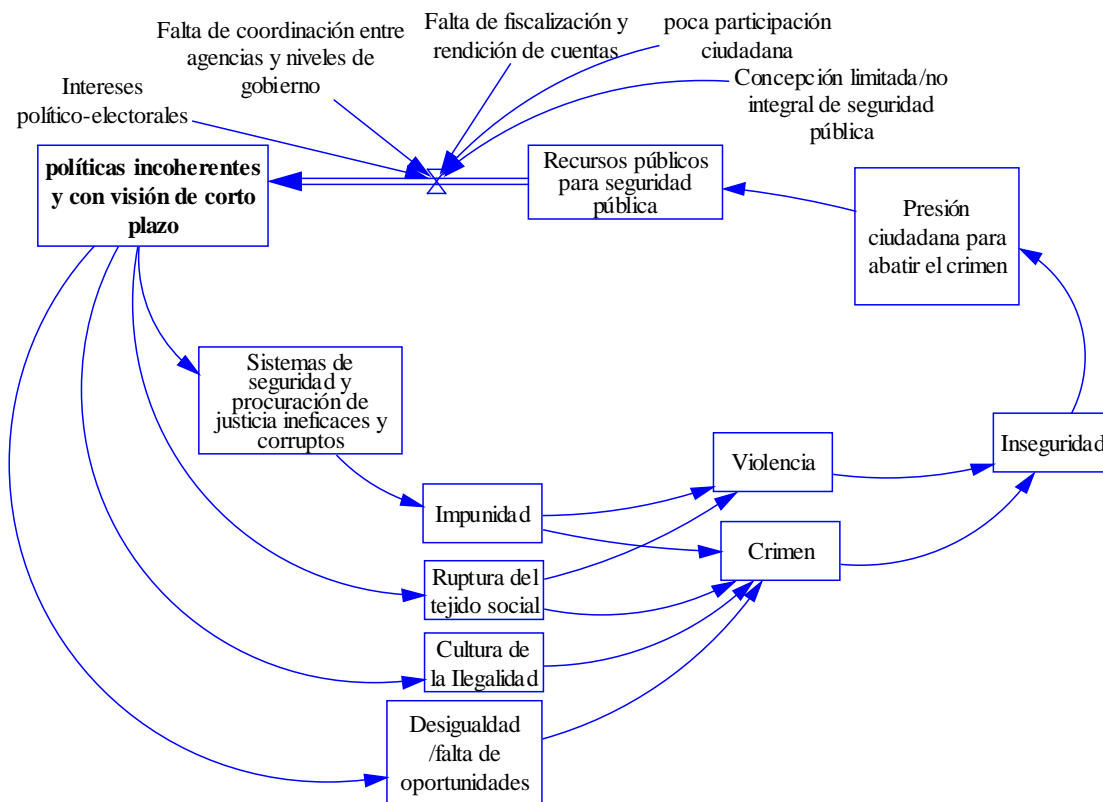 Falta de coordinación entre
agencias y niveles de
gobierno
Falta de fiscalización y
rendición de cuentas
poca participación
ciudadana
Concepción limitada/no
integral de seguridad
pública
Intereses
político-electorales
políticas incoherentes
y con visión de corto
plazo
Recursos públicos
para seguridad
pública
Presión
ciudadana para
abatir el crimen
Sistemas de
seguridad y
procuración de
justicia ineficaces y
corruptos
Violencia
Inseguridad
Impunidad
Crimen
Ruptura del
tejido social
Cultura de
la Ilegalidad
Desigualdad
/falta de
oportunidades